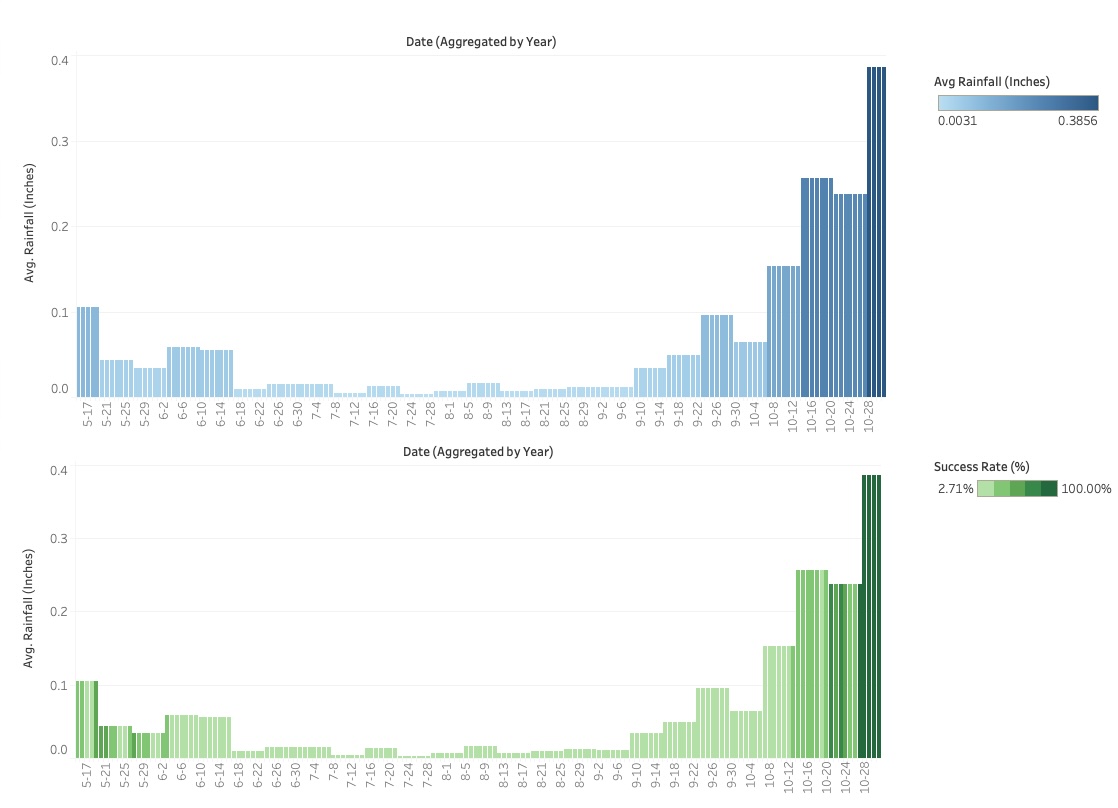 Date (Aggregated by Year)
Avg. Rainfall (Inches)
0.4
0.3
0.2
0.1
0.0
5-17 5-21 5-25 5-29 6-2 6-6 6-10 6-14 6-18 6-22 6-26 6-30 7-4 7-8 7-12 7-16 7-20 7-24 7-28 8-1 8-5 8-9 8-13 8-17 8-21 8-25 8-29 9-2 9-6 9-10 9-14 9-18 9-22 9-26 9-30 10-4 10-8 10-12 10-16 10-20 10-24 10-28
Avg Rainfall (Inches)
0.0031 0.3856
Date (Aggregated by Year)
Avg. Rainfall (Inches)
0.4
0.3
0.2
0.1
0.0
5-17 5-21 5-25 5-29 6-2 6-6 6-10 6-14 6-18 6-22 6-26 6-30 7-4 7-8 7-12 7-16 7-20 7-24 7-28 8-1 8-5 8-9 8-13 8-17 8-21 8-25 8-29 9-2 9-6 9-10 9-14 9-18 9-22 9-26 9-30 10-4 10-8 10-12 10-16 10-20 10-24 10-28
Success Rate (%)
2.71% 100.00%